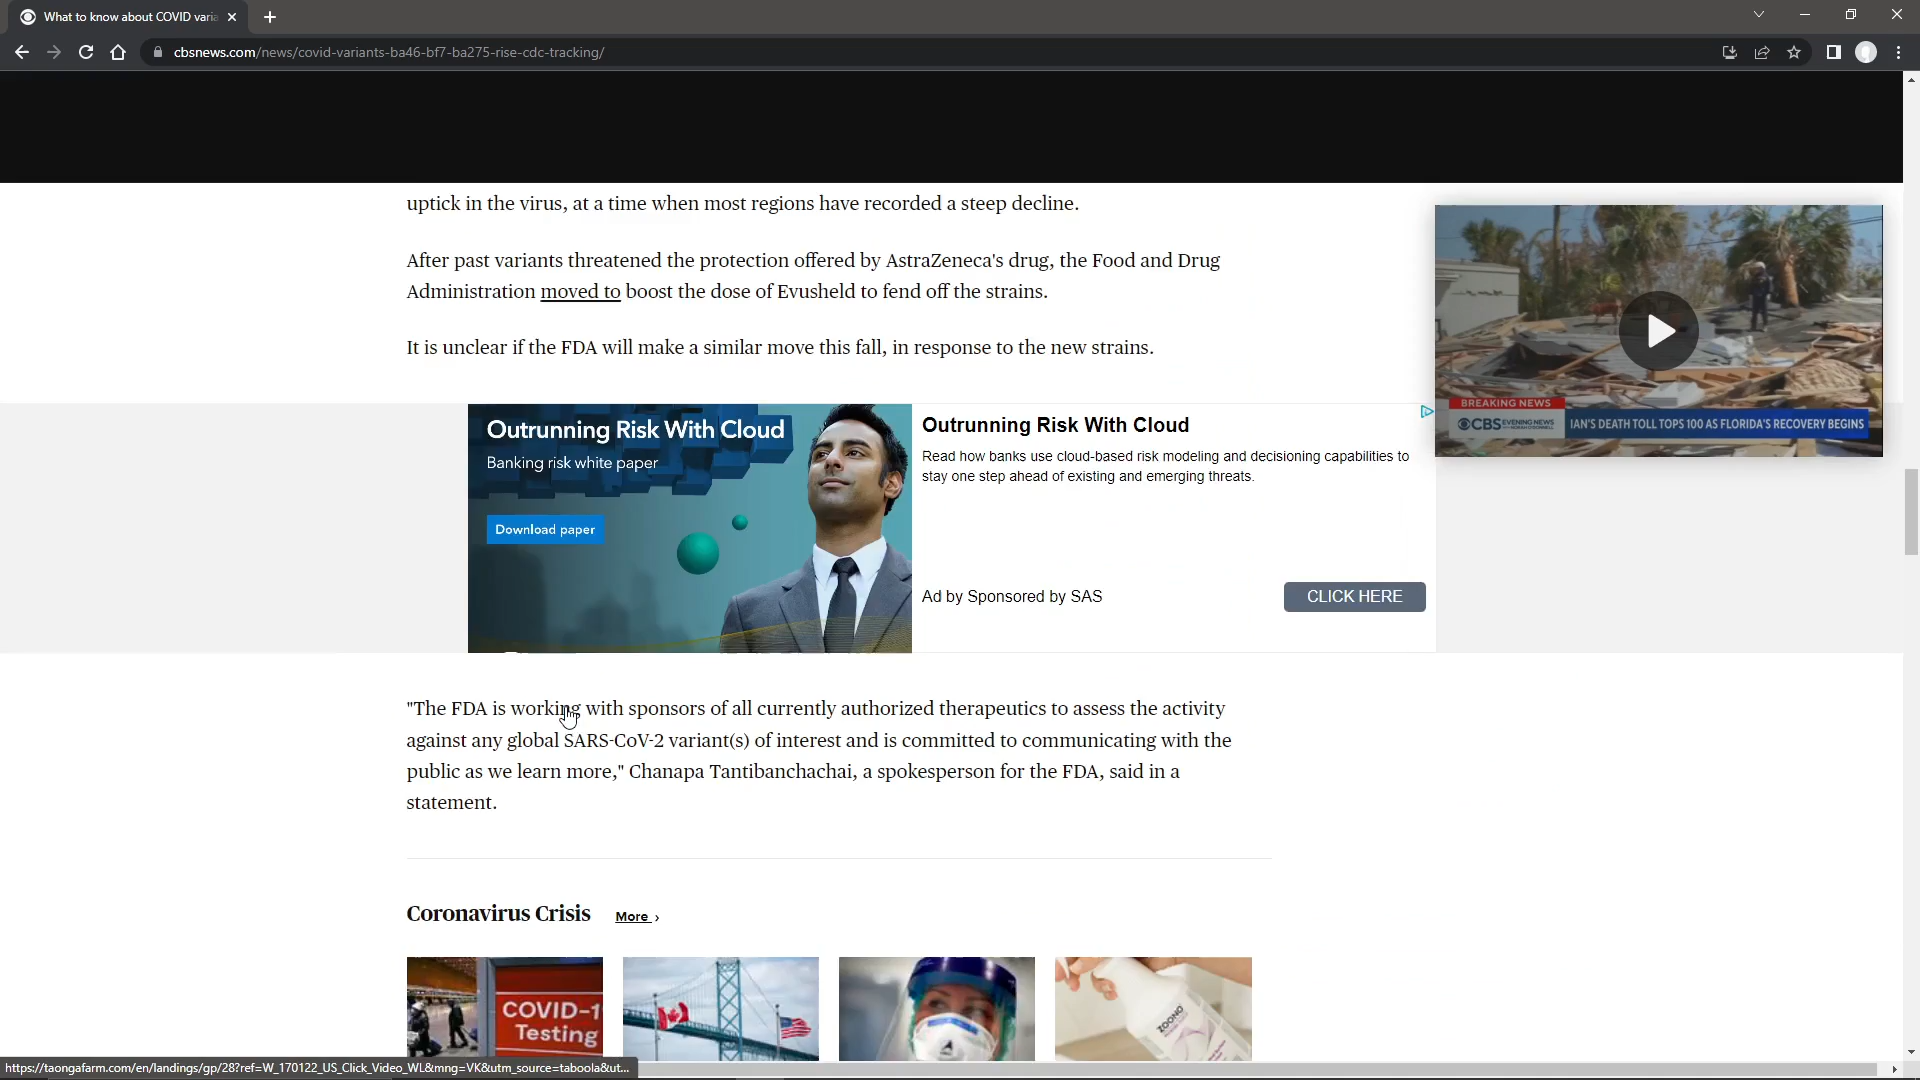 What to know about COVID varia
cbsnews.com/news/covid-variants-ba46-bf7-ba275-rise-cdc-tracking/
uptick in the virus, at a time when most regions have recorded a steep decline.
After past variants threatened the protection offered by AstraZeneca's drug, the Food and Drug
Administration moved to boost the dose of Evusheld to fend off the strains.
It is unclear if the FDA will make a similar move this fall, in response to the new strains.
BREAKING NEWS
CBS EVENING NEWS
IAN'S DEATH TOLL TOPS 100 AS FLORIDA'S RECOVERY BEGINS
Outrunning Risk With Cloud
Banking risk white paper
Download paper
Outrunning Risk With Cloud
Read how banks use cloud-based risk modeling and decisioning capabilities to
stay one step ahead of existing and emerging threats.
Ad by Sponsored by SAS
CLICK HERE
"The FDA is working with sponsors of all currently authorized therapeutics to assess the activity
against any global SARS-CoV-2 variant(s) of interest and is committed to communicating with the
public as we learn more," Chanapa Tantibanchachai, a spokesperson for the FDA, said in a
statement.
Coronavirus Crisis More ›
COVID-1
Testing
ZOONO
https://taongafarm.com/en/landings/gp/28?ref=W_170122_US_Click_Video_WL&mng=VK&utm_source=taboola&ut...